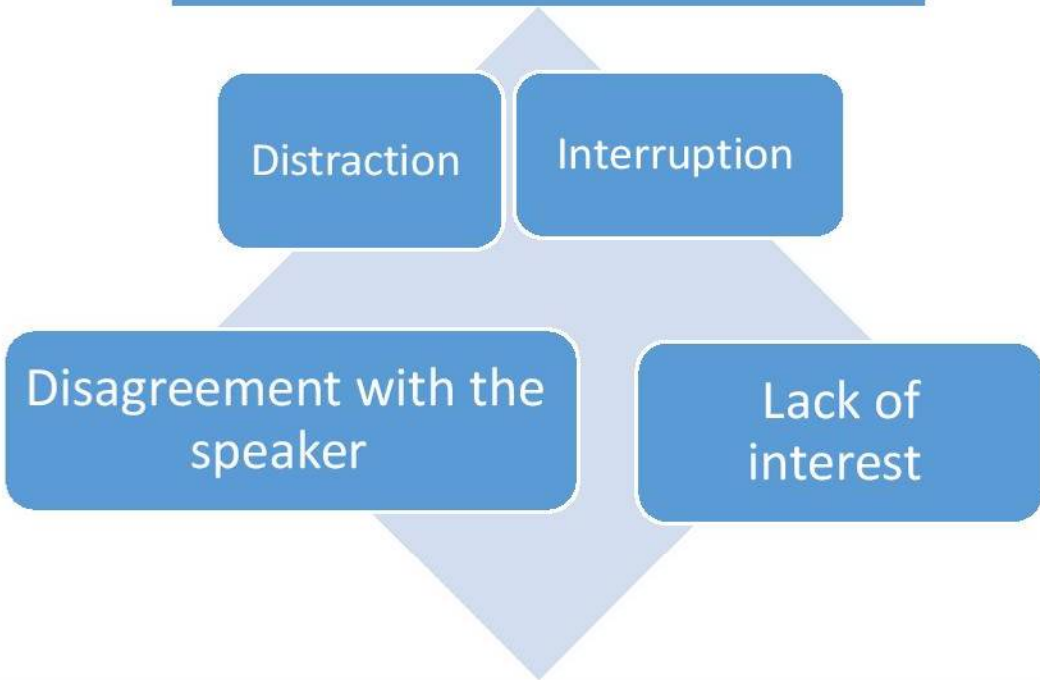 Distraction
Interruption
Disagreement with the
speaker
Lack of
interest